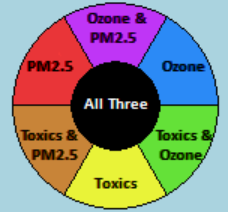 Ozone &
PM2.5
PM2.5
Ozone
All Three
Toxics &
PM2.5
Toxics &
Ozone
Toxics